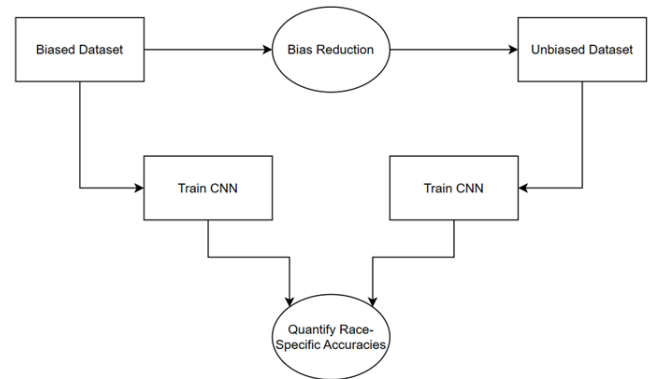 Biased Dataset
Bias Reduction
Unbiased Dataset
Train CNN
Train CNN
Quantify Race-
Specific Accuracies